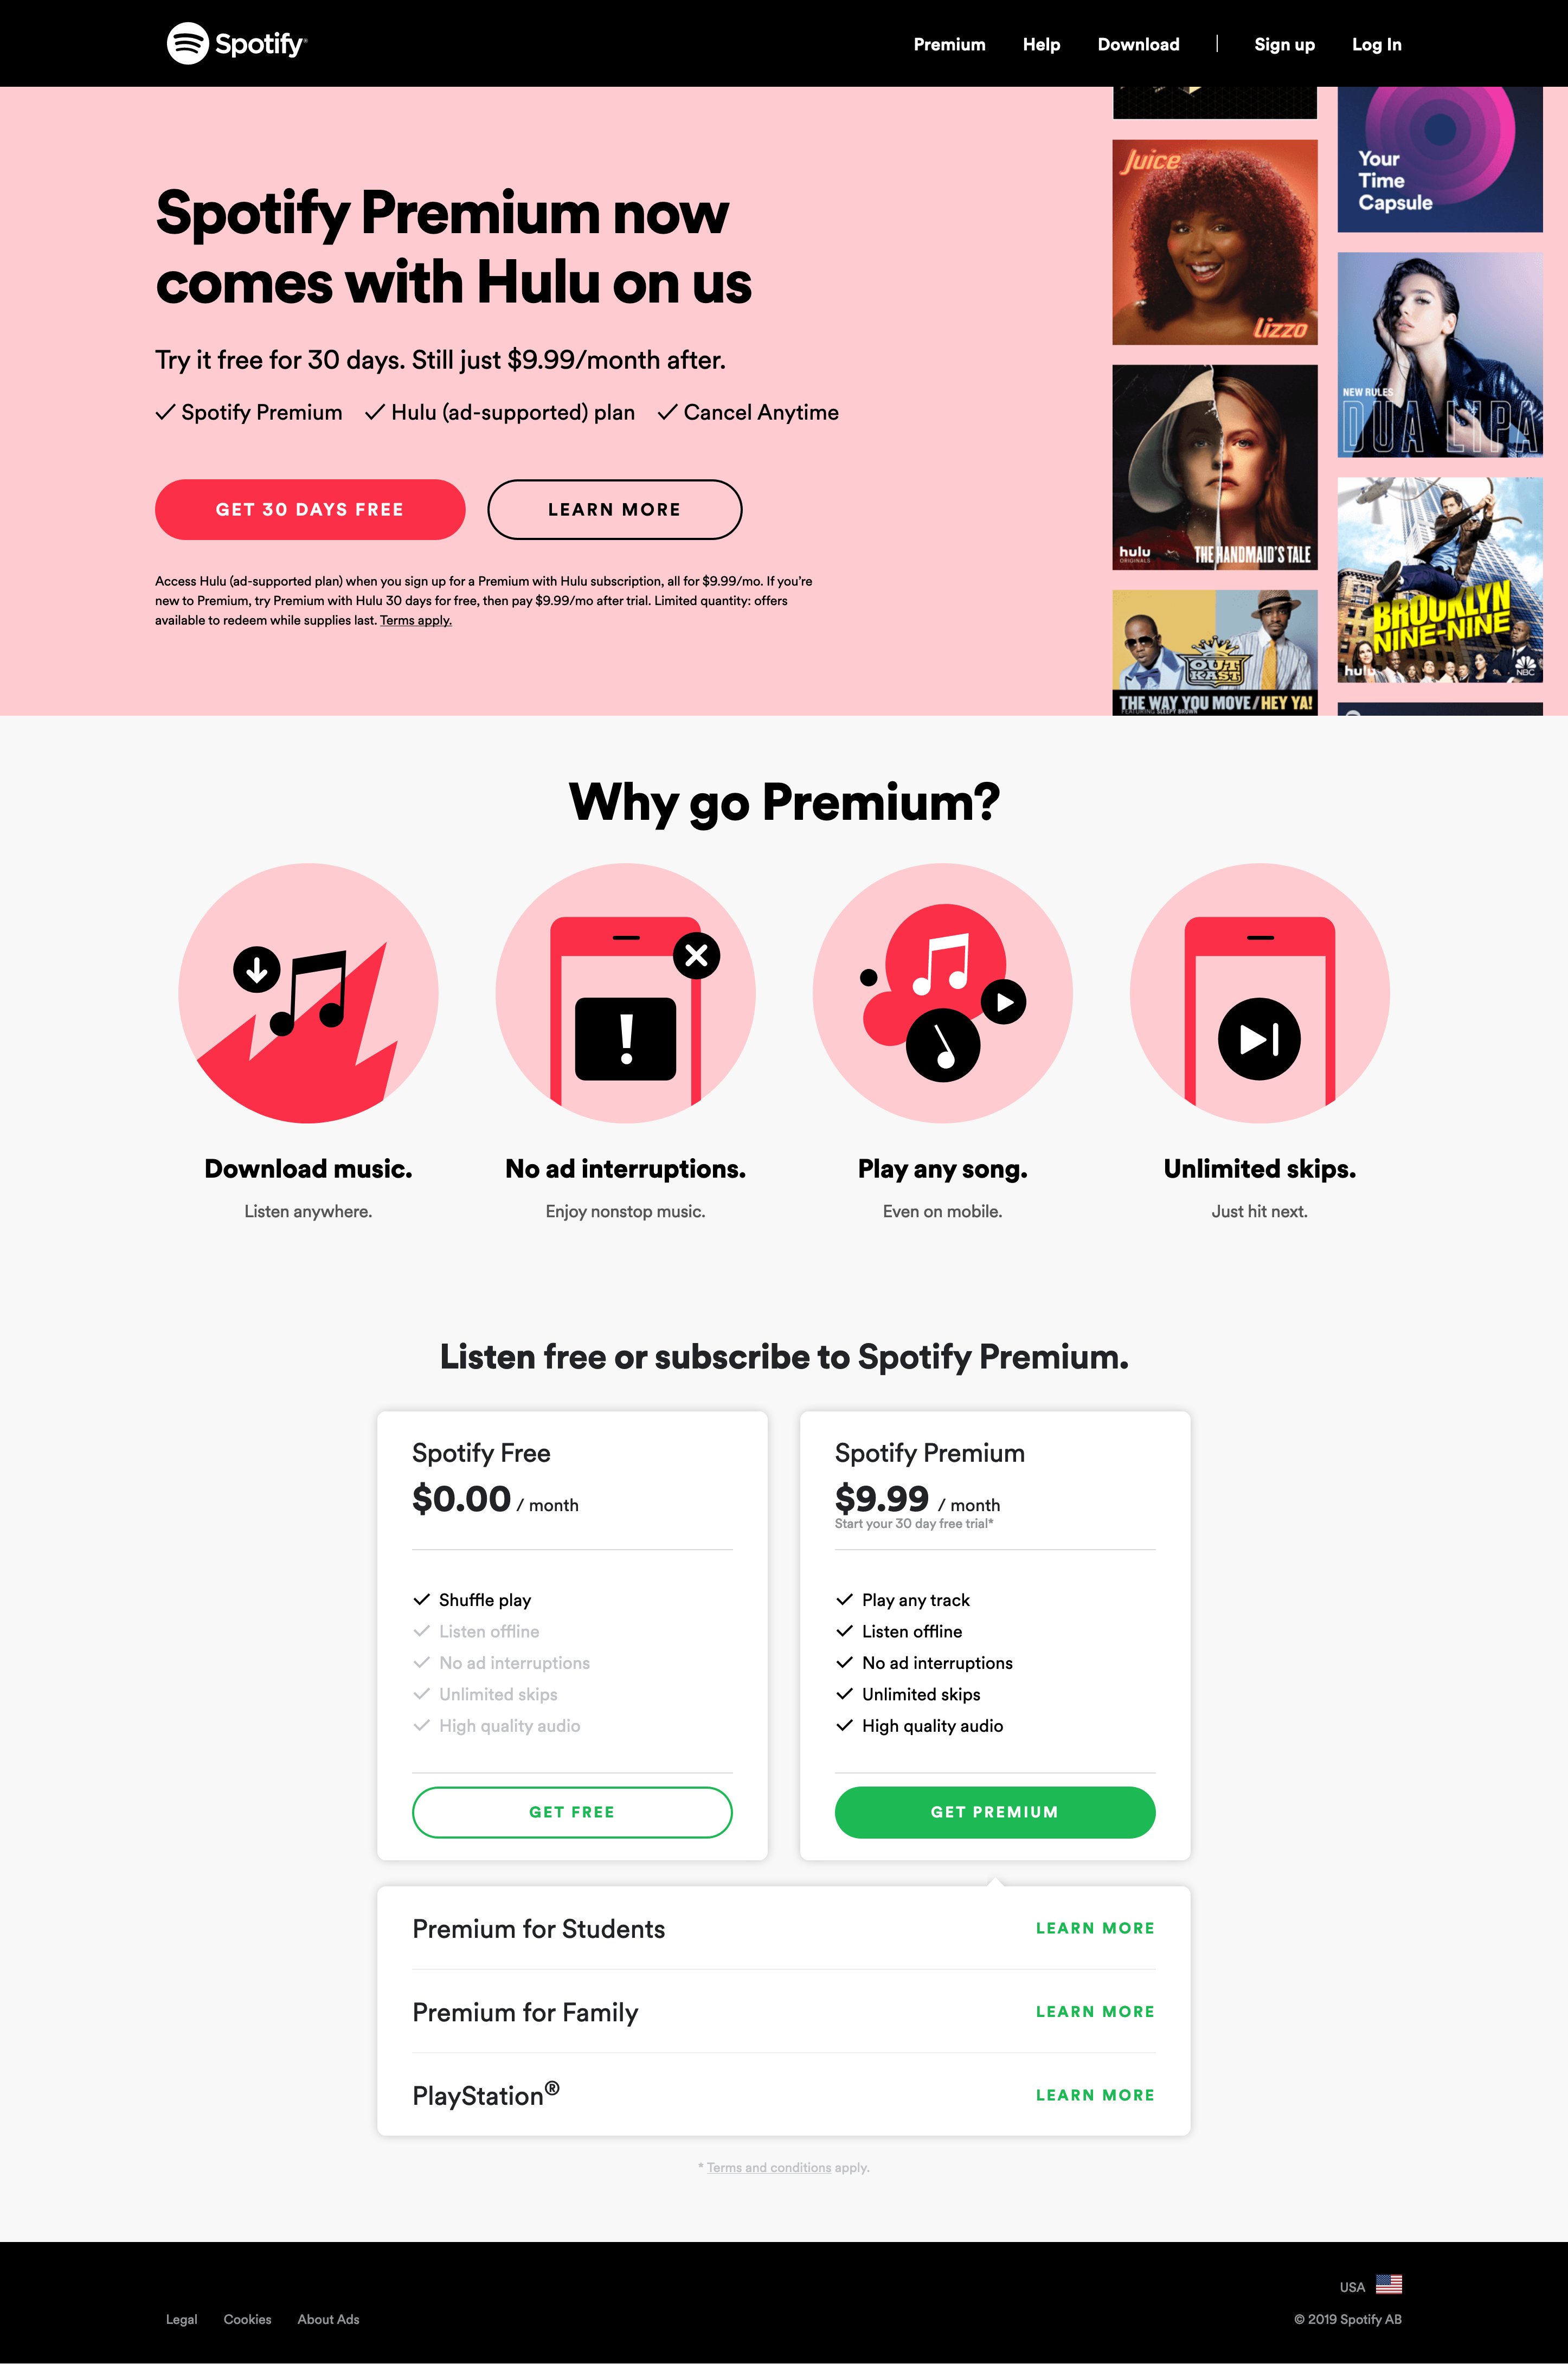 Spotify®
Premium
Help
Download
Sign up
Log In
Spotify Premium now
comes with Hulu on us
Try it free for 30 days. Still just $9.99/month after.
Spotify Premium
Hulu (ad-supported) plan
Cancel Anytime
GET 30 DAYS FREE
LEARN MORE
Access Hulu (ad-supported plan) when you sign up for a Premium with Hulu subscription, all for $9.99/mo. If you’re
new to Premium, try Premium with Hulu 30 days for free, then pay $9.99/mo after trial. Limited quantity: offers
available to redeem while supplies last. Terms apply.
Juice
lizzo
hulu
ORIGINALS
THE HANDMAID'S TALE
OUTKAST
THE WAY YOU MOVE / HEY YA!
FEATURING SLEEPY BROWN
Your
Time
Capsule
NEW RULES
DUA LIPA
BROOKLYN
NINE-NINE
hulu
NBC
Why go Premium?
Download music.
Listen anywhere.
No ad interruptions.
Enjoy nonstop music.
Play any song.
Even on mobile.
Unlimited skips.
Just hit next.
Listen free or subscribe to Spotify Premium.
Spotify Free
$0.00 / month
Shuffle play
Listen offline
No ad interruptions
Unlimited skips
High quality audio
GET FREE
Spotify Premium
$9.99 / month
Start your 30 day free trial*
Play any track
Listen offline
No ad interruptions
Unlimited skips
High quality audio
GET PREMIUM
Premium for Students
LEARN MORE
Premium for Family
LEARN MORE
PlayStation®
LEARN MORE
* Terms and conditions apply.
USA
Legal
Cookies
About Ads
© 2019 Spotify AB